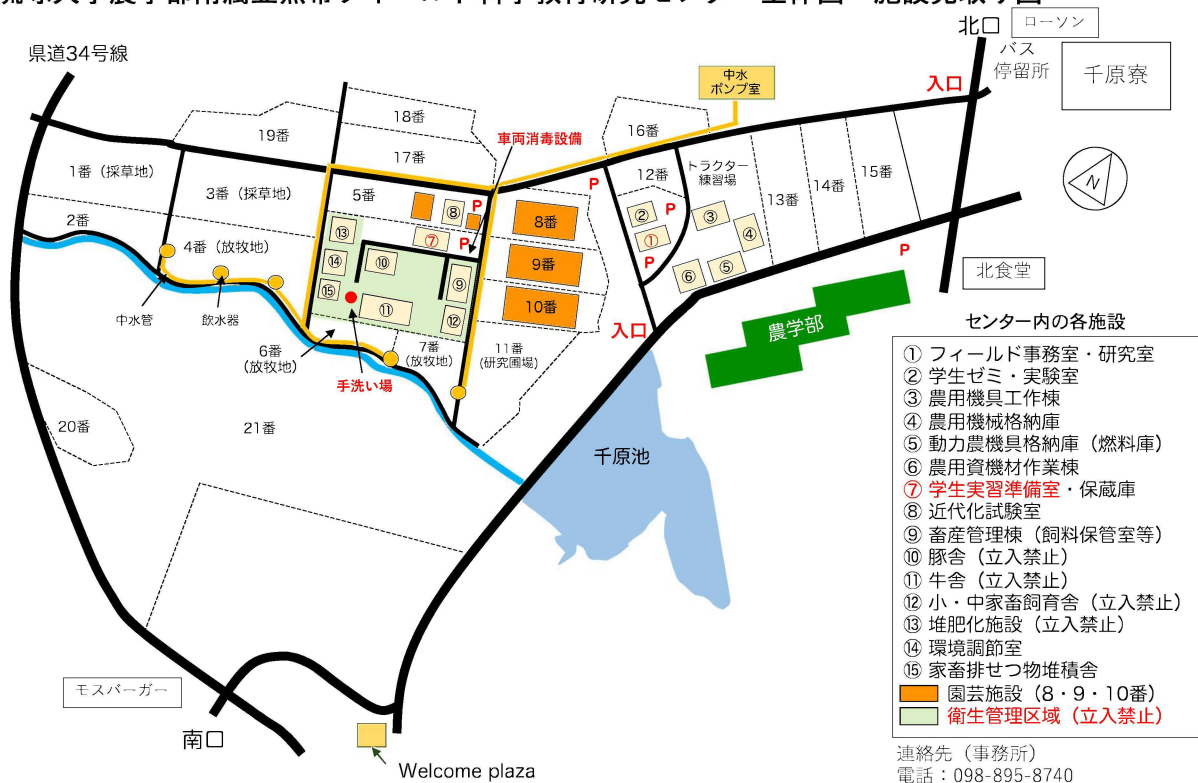 県道34号線
北口
ローソン
バス
停留所
千原寮
入口
中水
ポンプ室
車両消毒設備
19番
18番
17番
16番
1番（採草地）
2番
3番（採草地）
4番（放牧地）
5番
12番
トラクター
練習場
13番
14番
15番
P
P
P
P
P
P
8番
9番
10番
①
②
③
④
⑤
⑥
⑦
⑧
⑨
⑩
⑪
⑫
⑬
⑭
⑮
N
中水管
飲水器
6番
（放牧地）
7番
（放牧地）
手洗い場
11番
（研究圃場）
入口
農学部
北食堂
20番
21番
千原池
モスバーガー
南口
Welcome plaza
センター内の各施設
① フィールド事務室・研究室
② 学生ゼミ・実験室
③ 農用機具工作棟
④ 農用機械格納庫
⑤ 動力農機具格納庫（燃料庫）
⑥ 農用資機材作業棟
⑦ 学生実習準備室・保蔵庫
⑧ 近代化試験室
⑨ 畜産管理棟（飼料保管室等）
⑩ 豚舎（立入禁止）
⑪ 牛舎（立入禁止）
⑫ 小・中家畜飼育舎（立入禁止）
⑬ 堆肥化施設（立入禁止）
⑭ 環境調節室
⑮ 家畜排せつ物堆積舎
園芸施設（8・9・10番）
衛生管理区域（立入禁止）
連絡先（事務所）
電話：098-895-8740